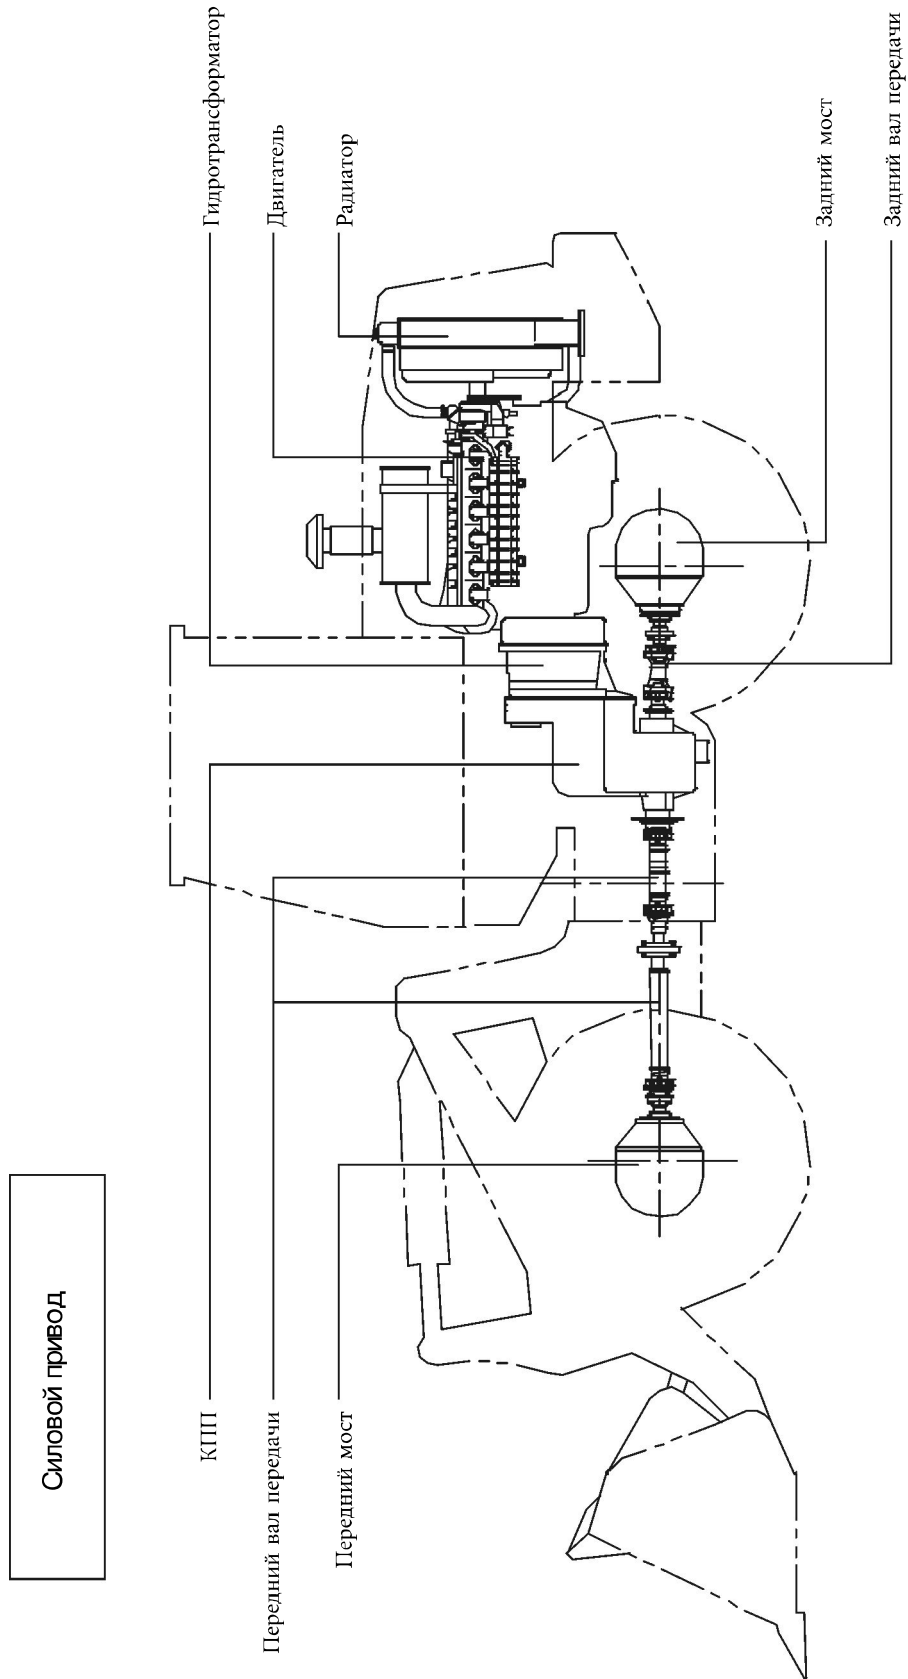 Силовой привод
КПП
Передний вал передачи
Передний мост
Гидротрансформатор
Двигатель
Радиатор
Задний мост
Задний вал передачи